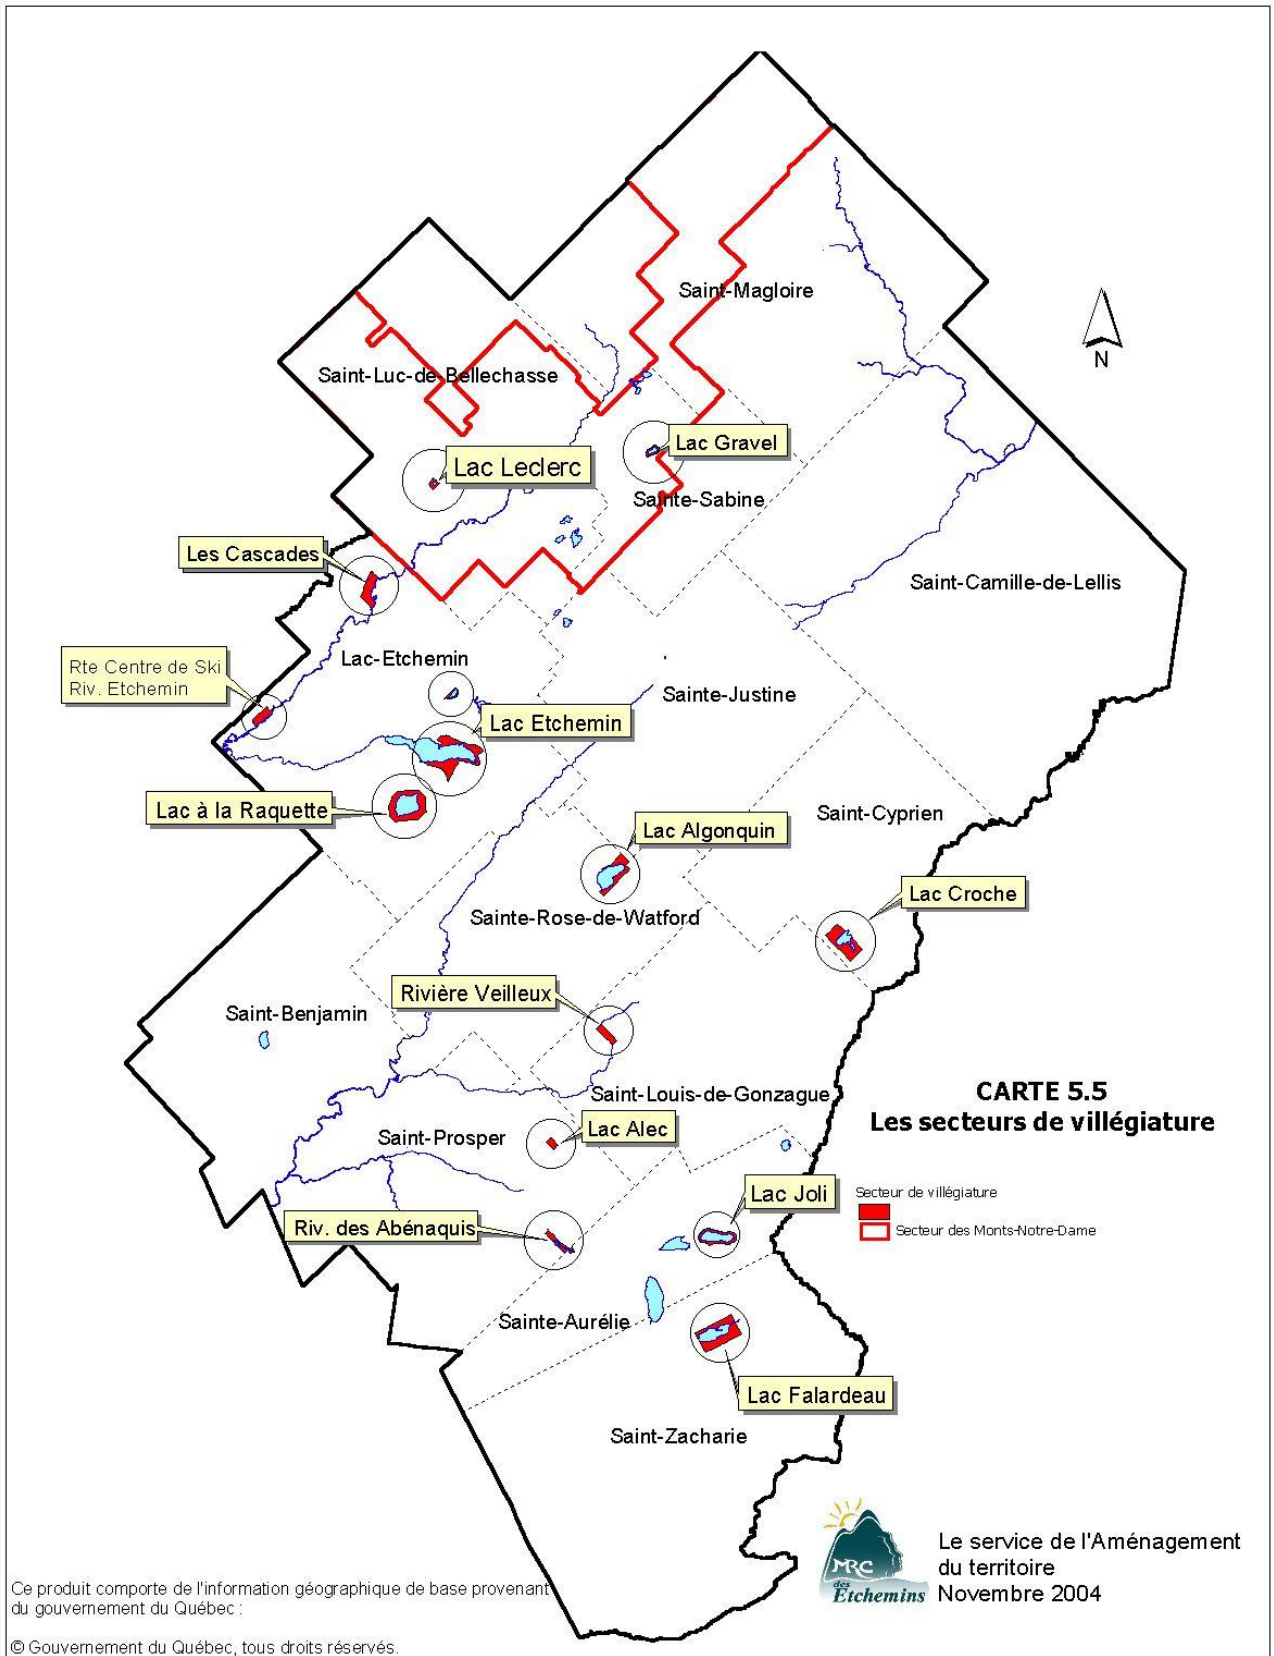 Saint-Magloire
N
Saint-Luc-de-Bellechasse
Lac Gravel
Lac Leclerc
Sainte-Sabine
Les Cascades
Saint-Camille-de-Lellis
Lac-Etchemin
Rte Centre de Ski
Riv. Etchemin
Sainte-Justine
Lac Etchemin
Lac à la Raquette
Saint-Cyprien
Lac Algonquin
Lac Croche
Sainte-Rose-de-Watford
Rivière Veilleux
Saint-Benjamin
Saint-Louis-de-Gonzague
CARTE 5.5
Les secteurs de villégiature
Lac Alec
Saint-Prosper
Lac Joli
Secteur de villégiature
Secteur des Monts-Notre-Dame
Riv. des Abénaquis
Sainte-Aurélie
Lac Falardeau
Saint-Zacharie
MRC
des
Etchemins
Le service de l'Aménagement
du territoire
Novembre 2004
Ce produit comporte de l'information géographique de base provenant
du gouvernement du Québec :
© Gouvernement du Québec, tous droits réservés.